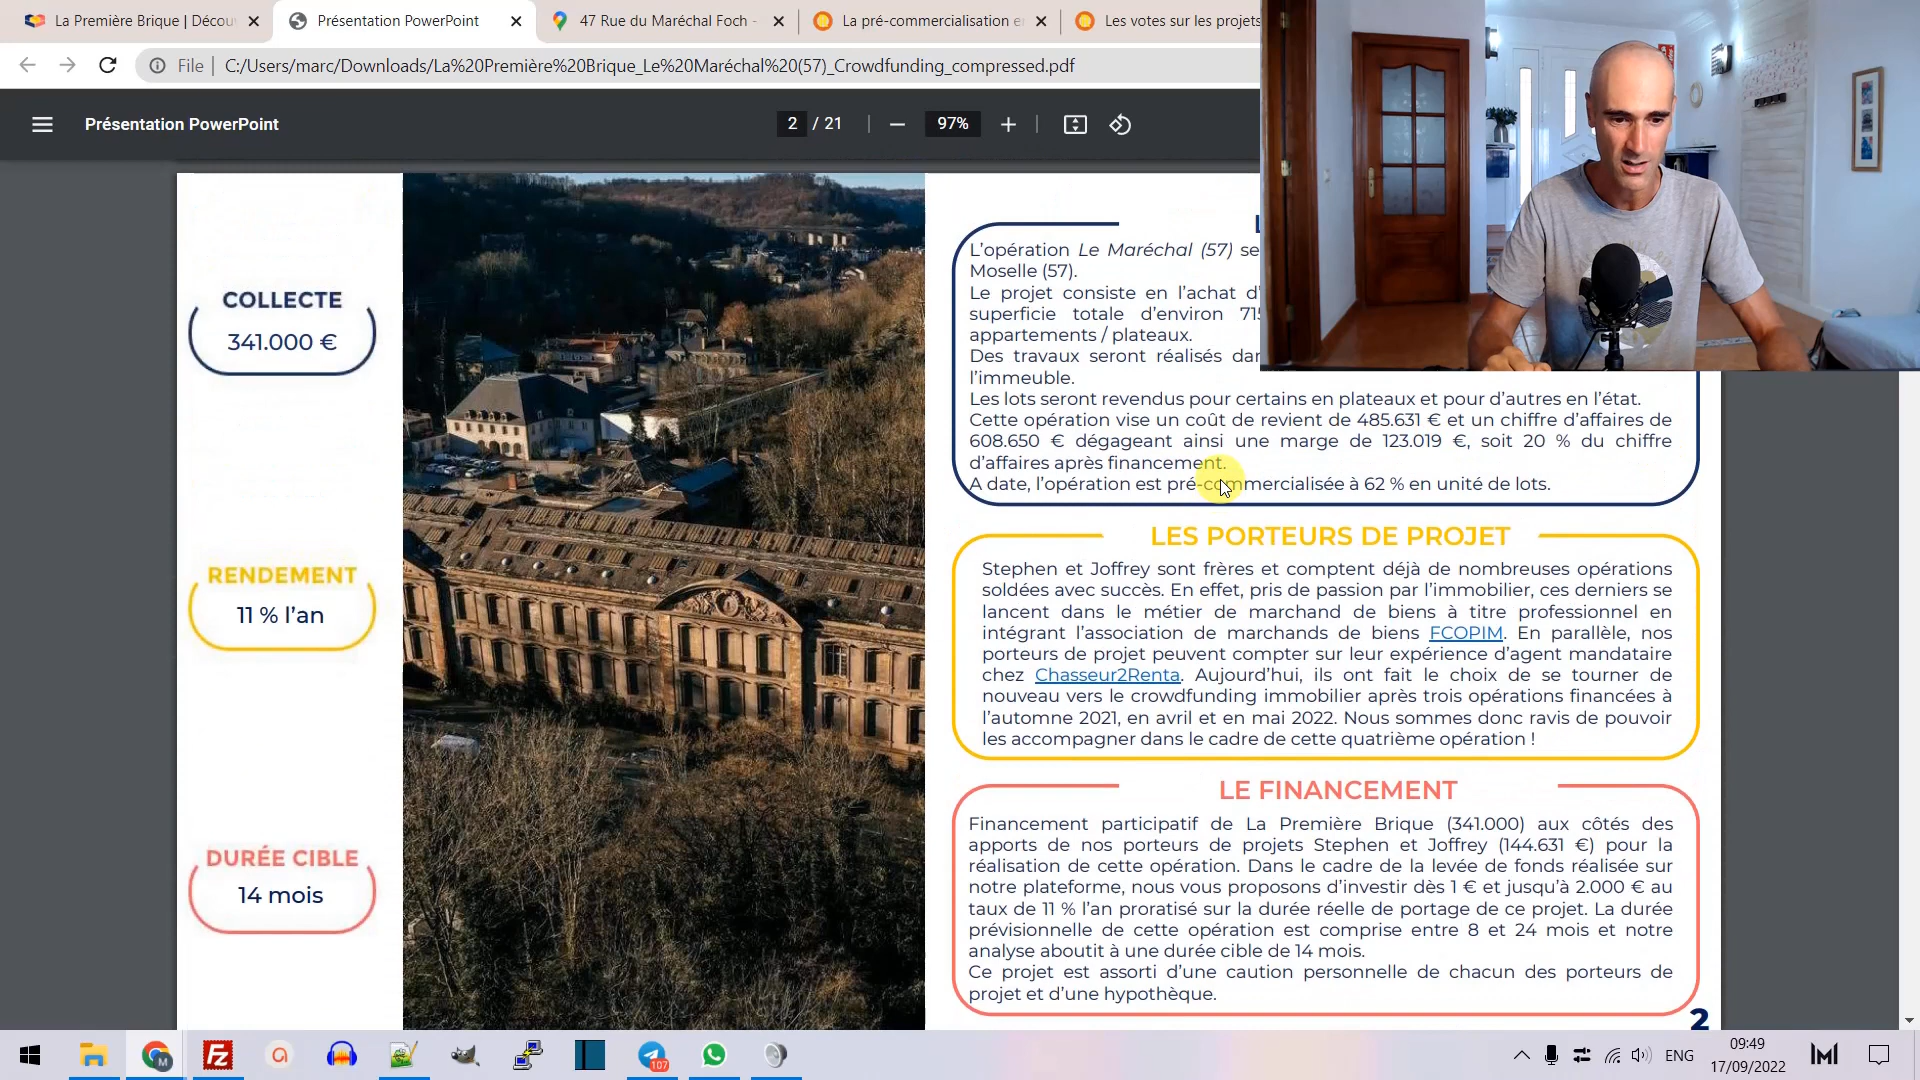 La Première Brique | Décou
Présentation PowerPoint
47 Rue du Maréchal Foch -
La pré-commercialisation e
Les votes sur les projets
File
C:/Users/marc/Downloads/La%20Première%20Brique_Le%20Maréchal%20(57)_Crowdfunding_compressed.pdf
Présentation PowerPoint
2 / 21
97%
COLLECTE
341.000 €
RENDEMENT
11 % l’an
DURÉE CIBLE
14 mois
L’opération Le Maréchal (57) se
Moselle (57).
Le projet consiste en l’achat d’
superficie totale d’environ 715
appartements / plateaux.
Des travaux seront réalisés dan
l’immeuble.
Les lots seront revendus pour certains en plateaux et pour d’autres en l’état.
Cette opération vise un coût de revient de 485.631 € et un chiffre d’affaires de
608.650 € dégageant ainsi une marge de 123.019 €, soit 20 % du chiffre
d’affaires après financement.
A date, l’opération est pré-commercialisée à 62 % en unité de lots.
LES PORTEURS DE PROJET
Stephen et Joffrey sont frères et comptent déjà de nombreuses opérations
soldées avec succès. En effet, pris de passion par l’immobilier, ces derniers se
lancent dans le métier de marchand de biens à titre professionnel en
intégrant l’association de marchands de biens FCOPIM. En parallèle, nos
porteurs de projet peuvent compter sur leur expérience d’agent mandataire
chez Chasseur2Renta. Aujourd’hui, ils ont fait le choix de se tourner de
nouveau vers le crowdfunding immobilier après trois opérations financées à
l’automne 2021, en avril et en mai 2022. Nous sommes donc ravis de pouvoir
les accompagner dans le cadre de cette quatrième opération !
LE FINANCEMENT
Financement participatif de La Première Brique (341.000) aux côtés des
apports de nos porteurs de projets Stephen et Joffrey (144.631 €) pour la
réalisation de cette opération. Dans le cadre de la levée de fonds réalisée sur
notre plateforme, nous vous proposons d’investir dès 1 € et jusqu’à 2.000 € au
taux de 11 % l’an proratisé sur la durée réelle de portage de ce projet. La durée
prévisionnelle de cette opération est comprise entre 8 et 24 mois et notre
analyse aboutit à une durée cible de 14 mois.
Ce projet est assorti d’une caution personnelle de chacun des porteurs de
projet et d’une hypothèque.
2
M
FZ
107
ENG
09:49
17/09/2022